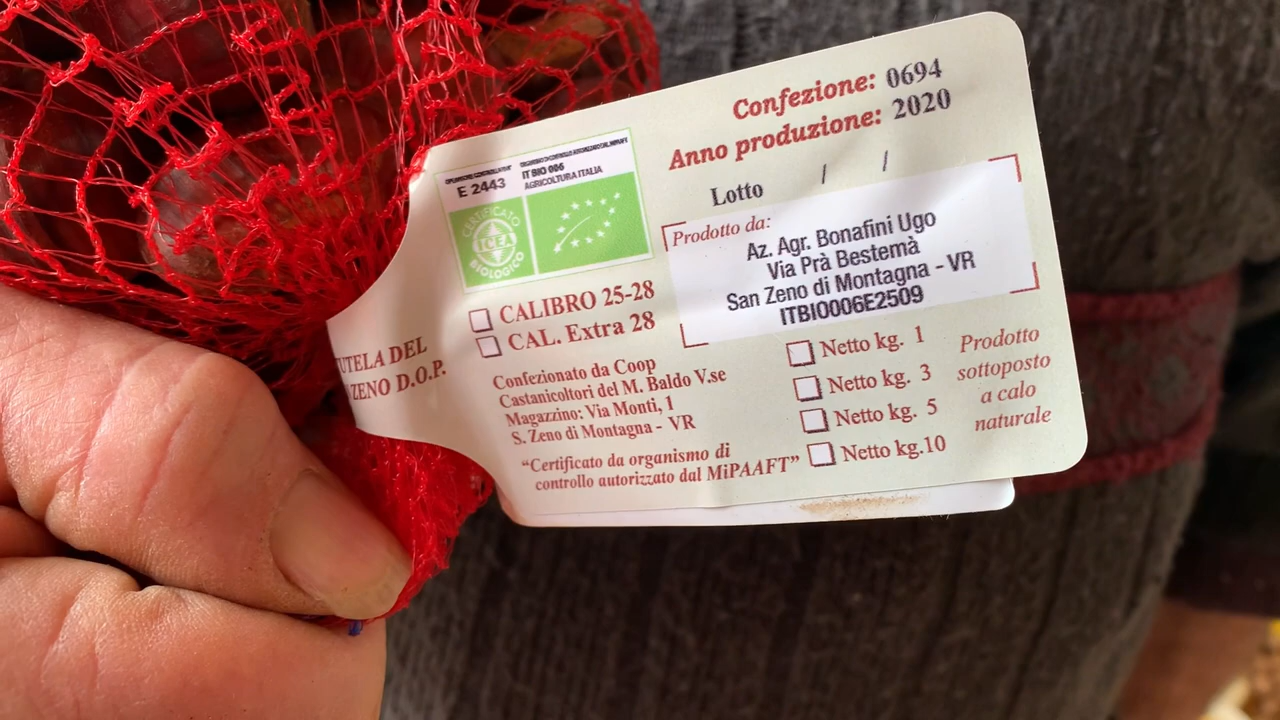 Confezione: 0694
Anno produzione: 2020
Lotto / /
E 2443
IT BIO 006
AGRICOLTURA ITALIA
CERTIFICATO
ICEA
BIOLOGICO
Prodotto da:
Az. Agr. Bonafini Ugo
Via Prà Bestemà
San Zeno di Montagna - VR
ITBIO006E2509
CALIBRO 25-28
CAL. Extra 28
UTELA DEL
ZENO D.O.P.
Confezionato da Coop
Castanicoltori del M. Baldo V.se
Magazzino: Via Monti, 1
S. Zeno di Montagna - VR
"Certificato da organismo di
controllo autorizzato dal MiPAAFT"
Netto kg. 1
Netto kg. 3
Netto kg. 5
Netto kg.10
Prodotto
sottoposto
a calo
naturale